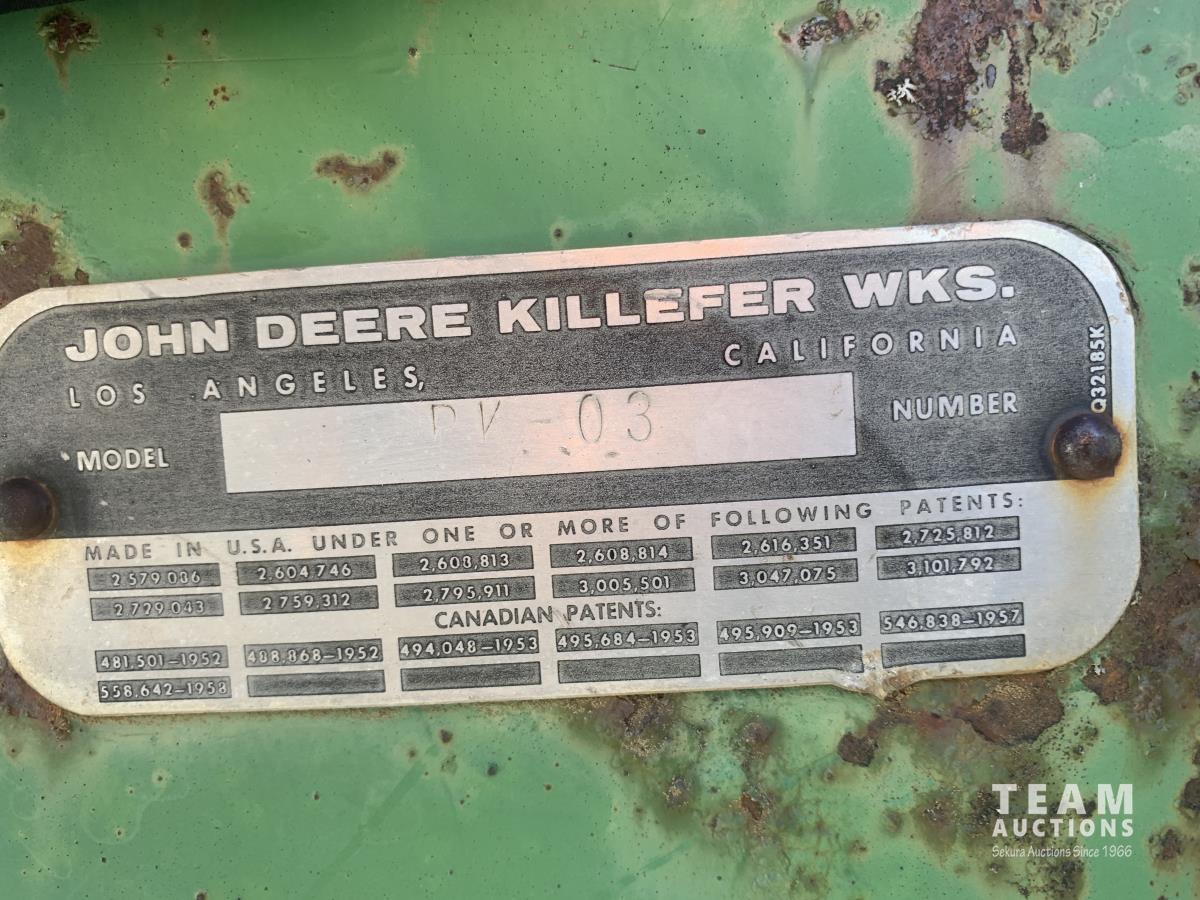 JOHN DEERE KILLEFER WKS.
LOS ANGELES, CALIFORNIA
MODEL -03 NUMBER
Q32185K
MADE IN U.S.A. UNDER ONE OR MORE OF FOLLOWING PATENTS:
2,579,086 2,604,746 2,608,813 2,608,814 2,616,351 2,725,812
2,729,043 2,759,312 2,795,911 3,005,501 3,047,075 3,101,792
CANADIAN PATENTS:
481,501-1952 488,868-1952 494,048-1953 495,684-1953 495,909-1953 546,838-1957
558,642-1958
TEAM
AUCTIONS
Sekura Auctions Since 1966